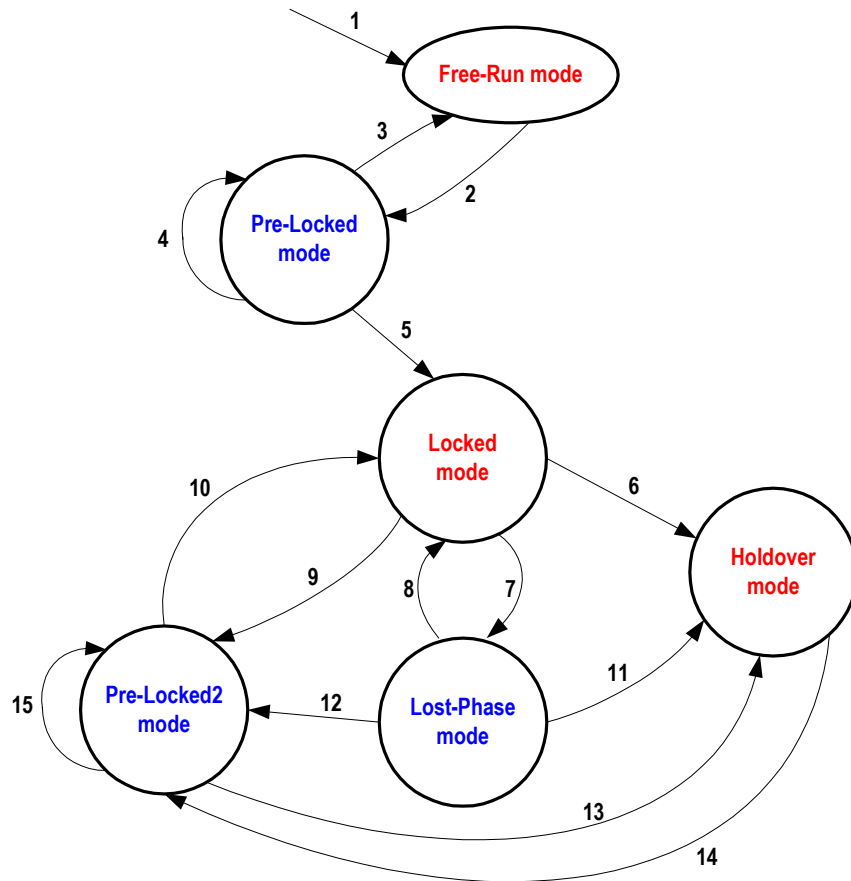 1
Free-Run mode
3
2
Pre-Locked
mode
4
5
Locked
mode
10
6
Holdover
mode
9
8
7
11
Pre-Locked2
mode
15
12
Lost-Phase
mode
13
14